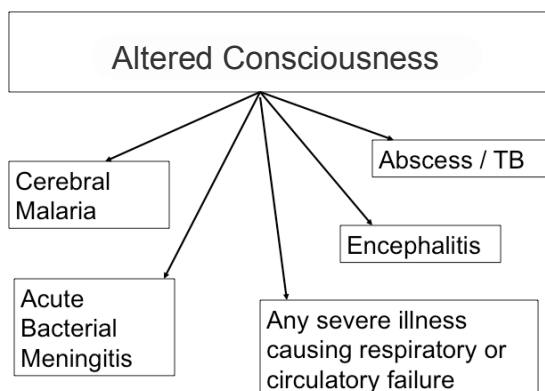 Altered Consciousness
Abscess / TB
Cerebral
Malaria
Encephalitis
Acute
Bacterial
Meningitis
Any severe illness
causing respiratory or
circulatory failure